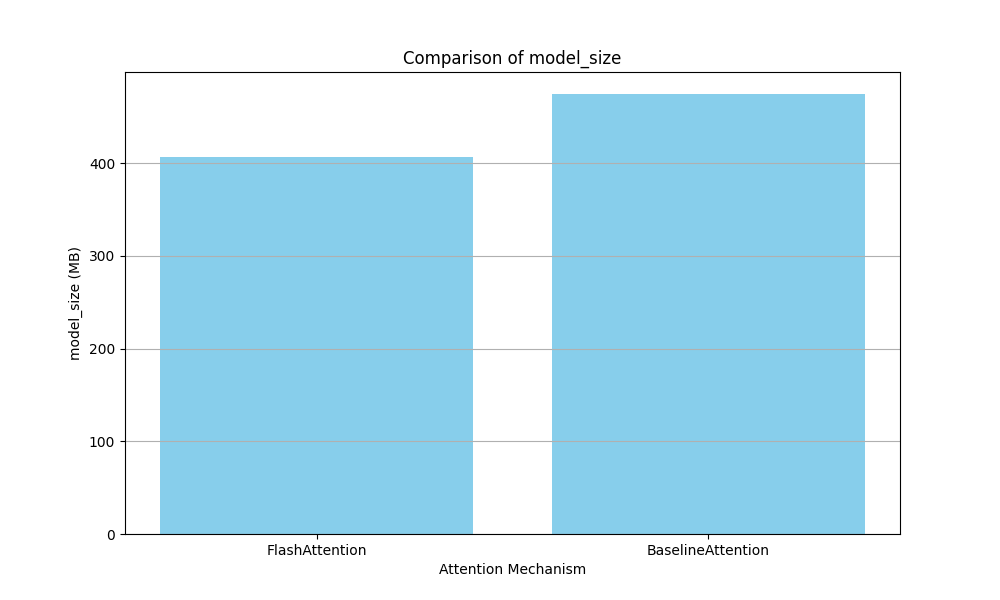 Comparison of model_size
model_size (MB)
400
300
200
100
0
FlashAttention
BaselineAttention
Attention Mechanism